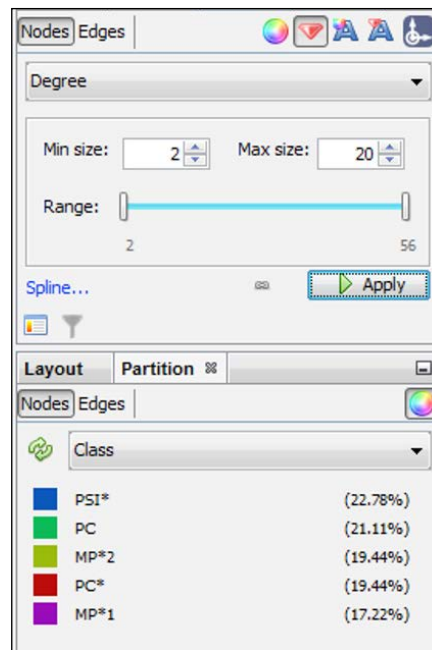 Nodes Edges
Degree
Min size: 2 Max size: 20
Range:
2 56
Spline... Apply
Layout Partition
Nodes Edges
Class
PSI* (22.78%)
PC (21.11%)
MP*2 (19.44%)
PC* (19.44%)
MP*1 (17.22%)